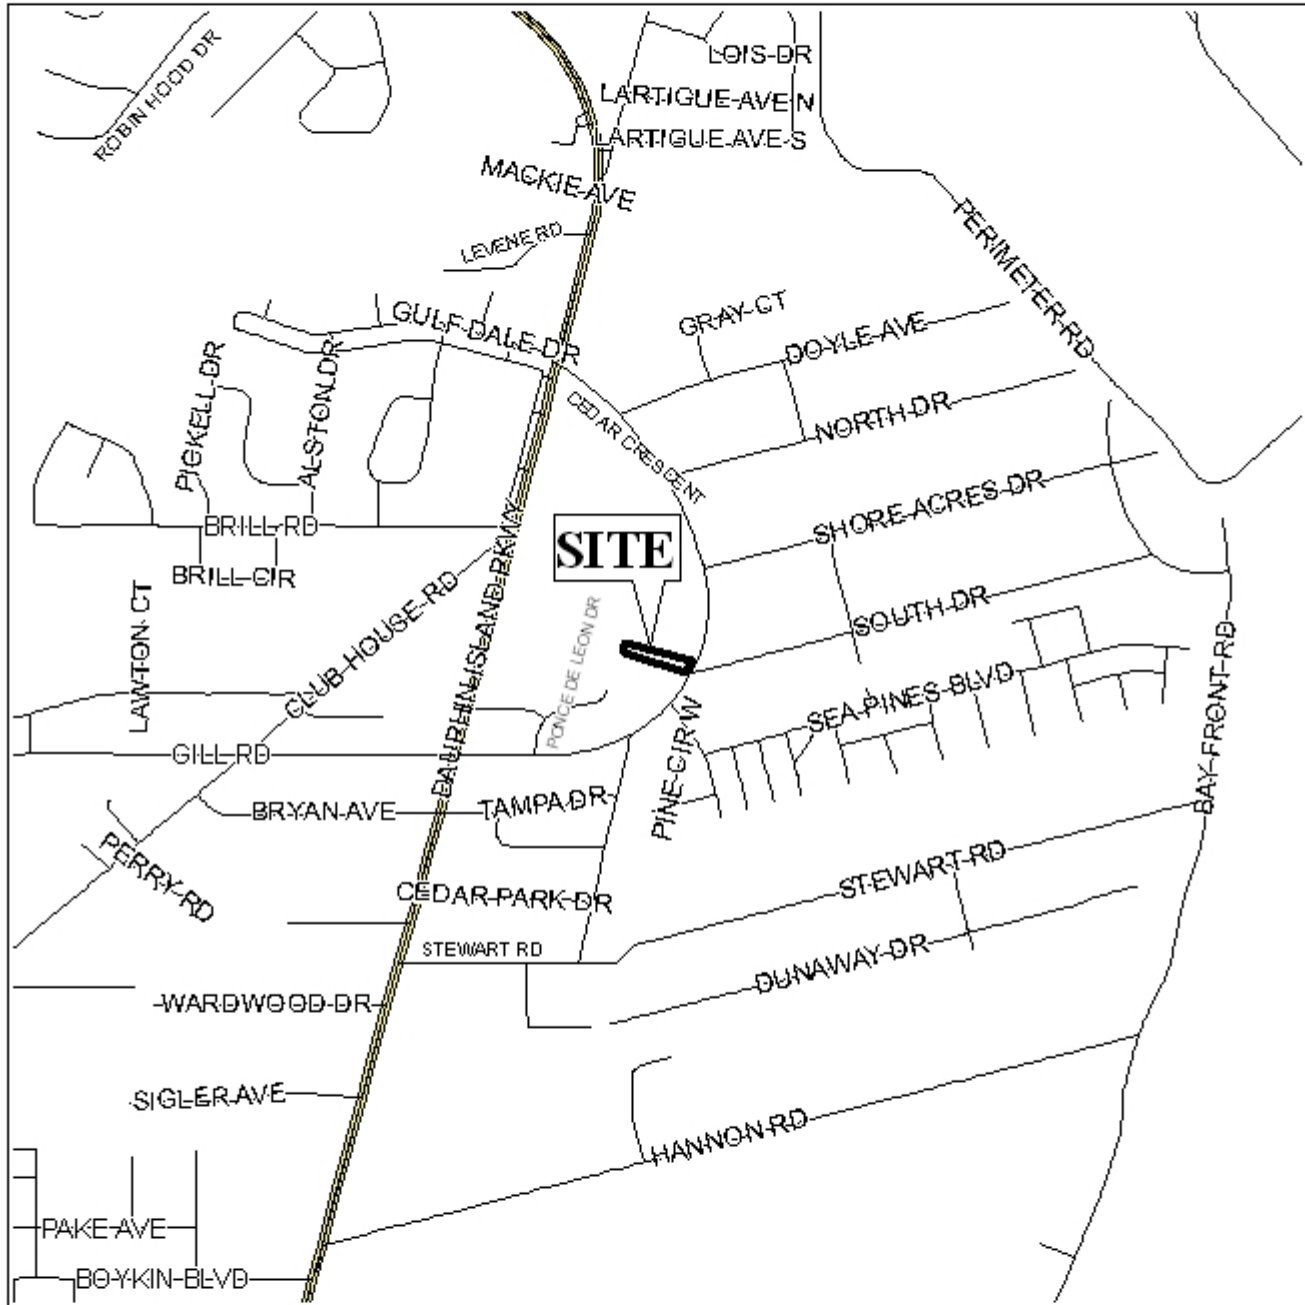 LOIS DR
ROBIN HOOD DR
LARTIGUE AVE N
LARTIGUE AVE S
MACKIE AVE
PERIMETER RD
LEVENE RD
GRAY CT
GULF DALE DR
DOYLE AVE
PICKELL DR
ALSTON DR
CEDAR CRESCENT
NORTH DR
SHORE ACRES DR
BRILL RD
SITE
BRILL CIR
LAWTON CT
CLUB HOUSE RD
DAUPHIN ISLAND PKWY
PONCE DE LEON DR
SOUTH DR
BAY FRONT RD
SEA PINES BLVD
PINE CIR W
GILL RD
BRYAN AVE
TAMPA DR
PERRY RD
CEDAR PARK DR
STEWART RD
STEWART RD
DUNAWAY DR
WARDWOOD DR
SIGLER AVE
HANNON RD
PAKE AVE
BOYKIN BLVD